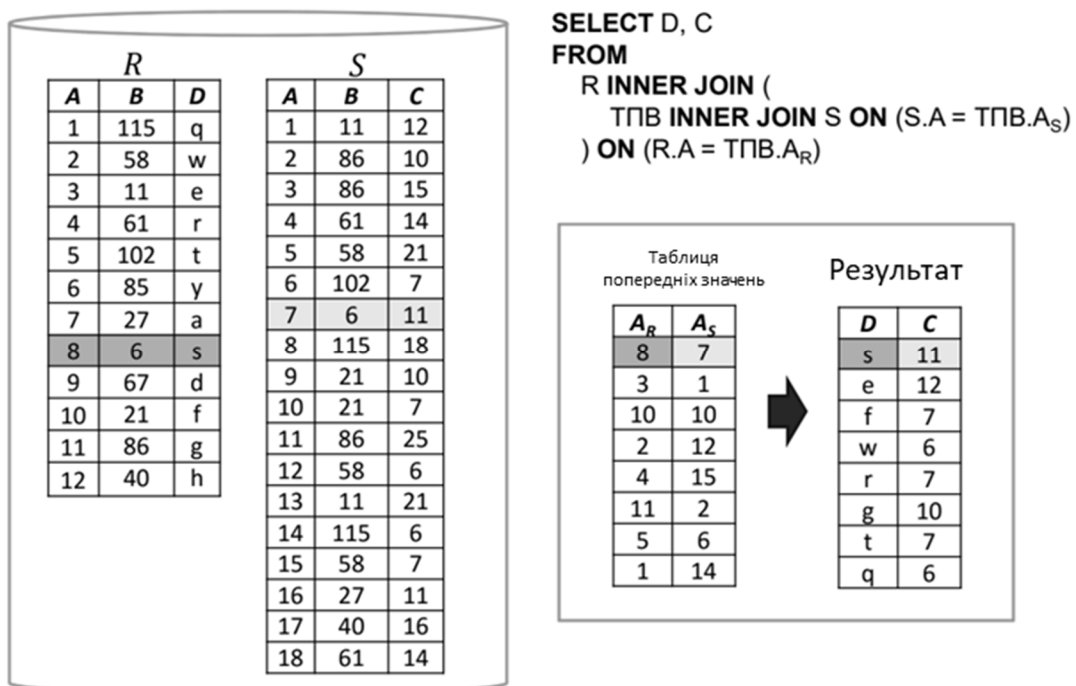 R
A B D
1 115 q
2 58 w
3 11 e
4 61 r
5 102 t
6 85 y
7 27 a
8 6 s
9 67 d
10 21 f
11 86 g
12 40 h
S
A B C
1 11 12
2 86 10
3 86 15
4 61 14
5 58 21
6 102 7
7 6 11
8 115 18
9 21 10
10 21 7
11 86 25
12 58 6
13 11 21
14 115 6
15 58 7
16 27 11
17 40 16
18 61 14
SELECT D, C
FROM
R INNER JOIN (
ТПВ INNER JOIN S ON (S.A = ТПВ.A_S)
) ON (R.A = ТПВ.A_R)
Таблиця
попередніх значень
A_R A_S
8 7
3 1
10 10
2 12
4 15
11 2
5 6
1 14
Результат
D C
s 11
e 12
f 7
w 6
r 7
g 10
t 7
q 6